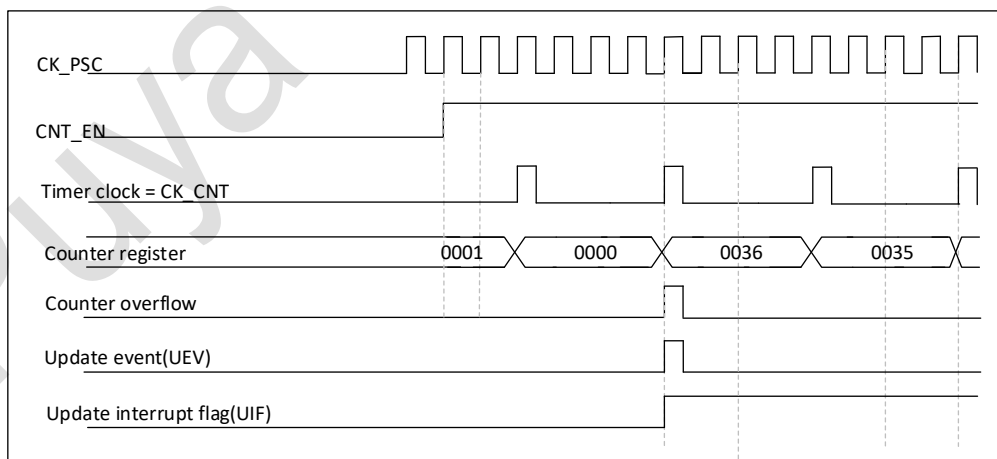 CK_PSC
CNT_EN
Timer clock = CK_CNT
Counter register 0001 0000 0036 0035
Counter overflow
Update event(UEV)
Update interrupt flag(UIF)
Puya